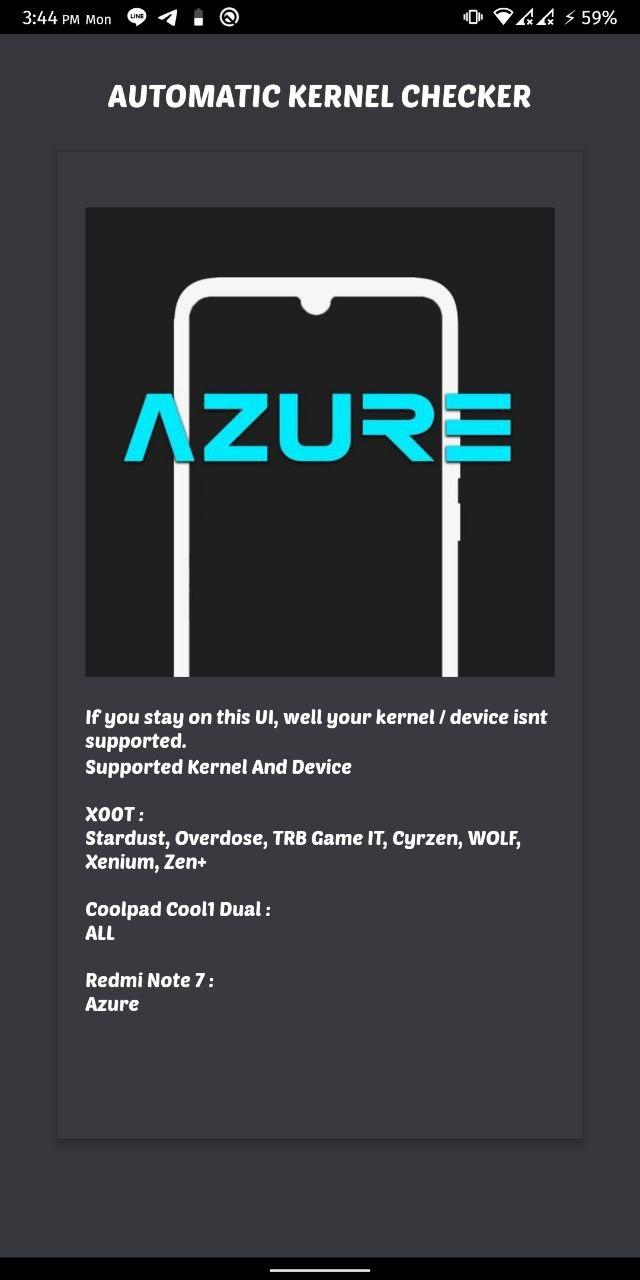 3:44 PM Mon
LINE
59%
AUTOMATIC KERNEL CHECKER
AZURE
If you stay on this UI, well your kernel / device isnt
supported.
Supported Kernel And Device
X00T :
Stardust, Overdose, TRB Game IT, Cyrzen, WOLF,
Xenium, Zen+
Coolpad Cool1 Dual :
ALL
Redmi Note 7 :
Azure